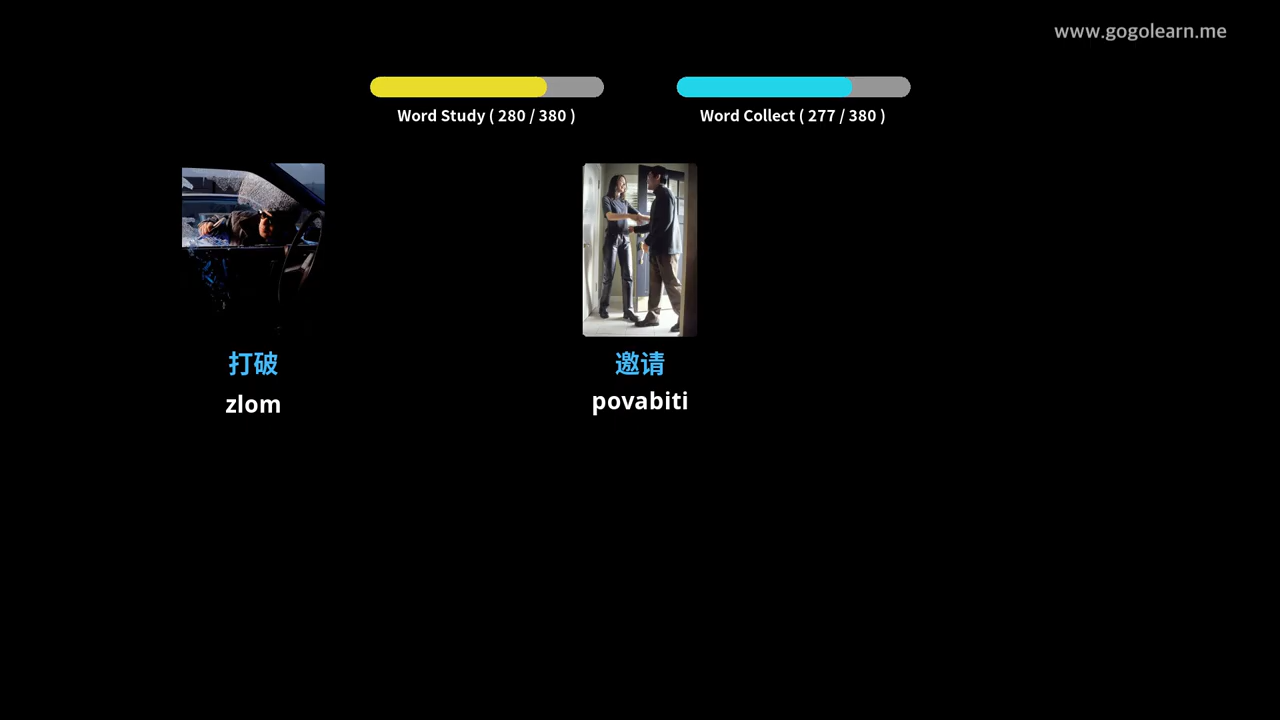 www.gogolearn.me
Word Study ( 280 / 380 )
Word Collect ( 277 / 380 )
打破
zlom
邀请
povabiti